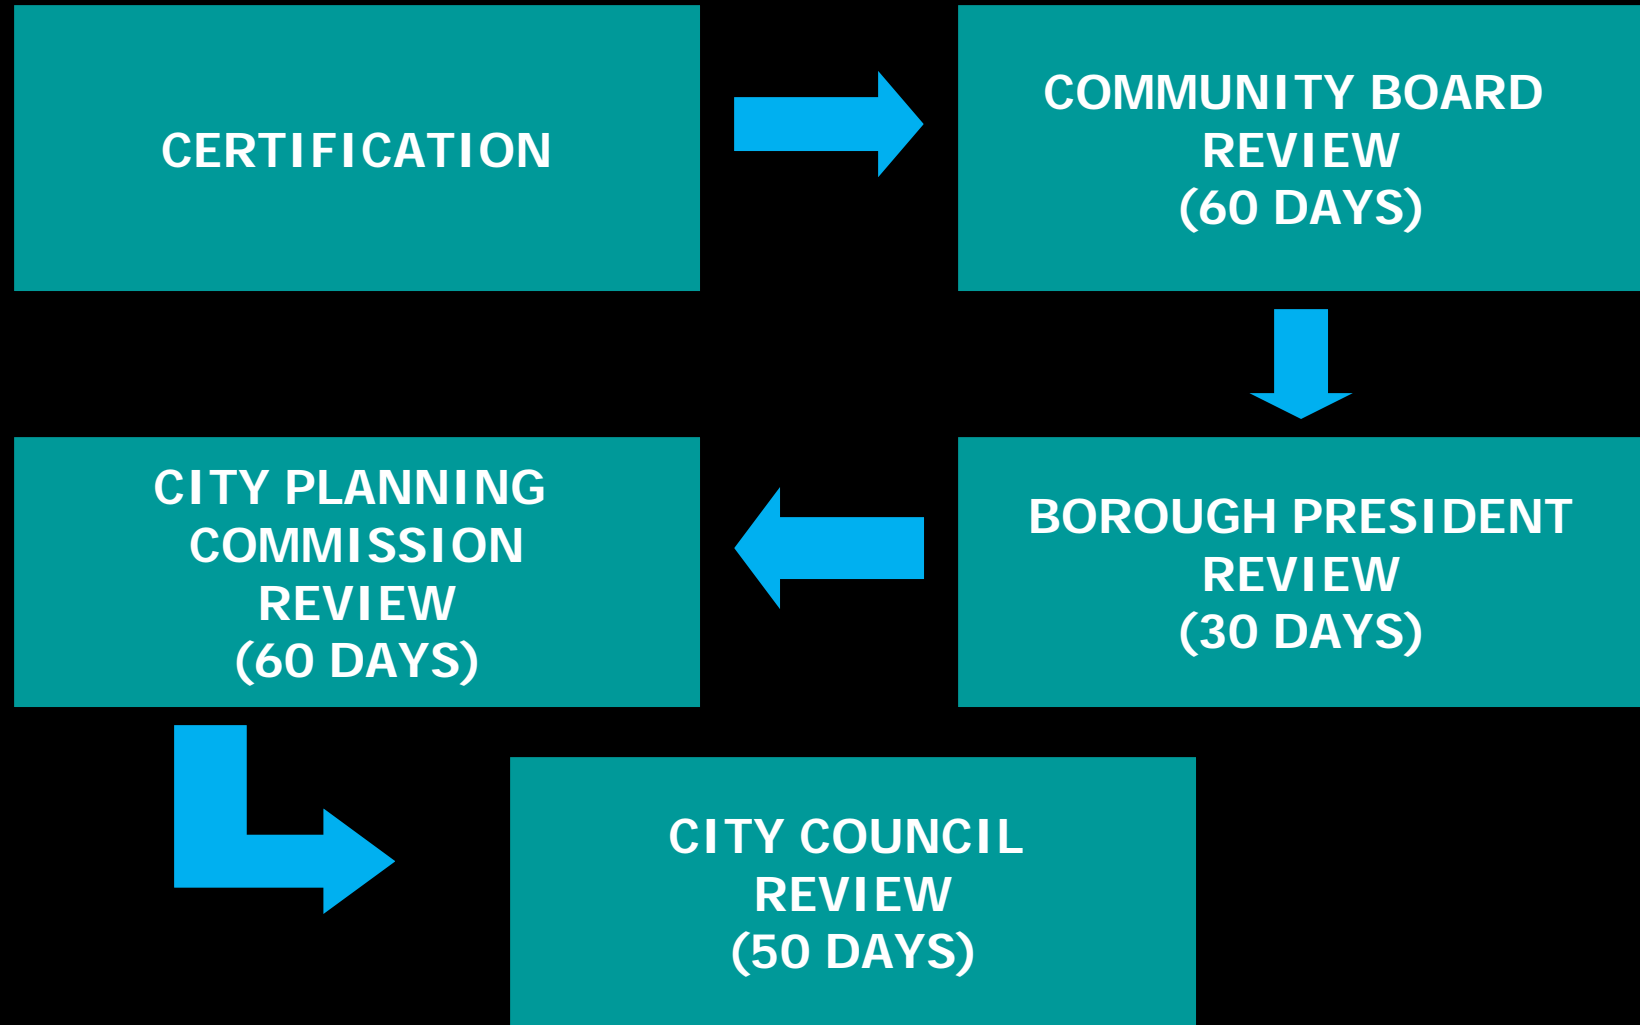 CERTIFICATION
COMMUNITY BOARD
REVIEW
(60 DAYS)
BOROUGH PRESIDENT
REVIEW
(30 DAYS)
CITY PLANNING
COMMISSION
REVIEW
(60 DAYS)
CITY COUNCIL
REVIEW
(50 DAYS)